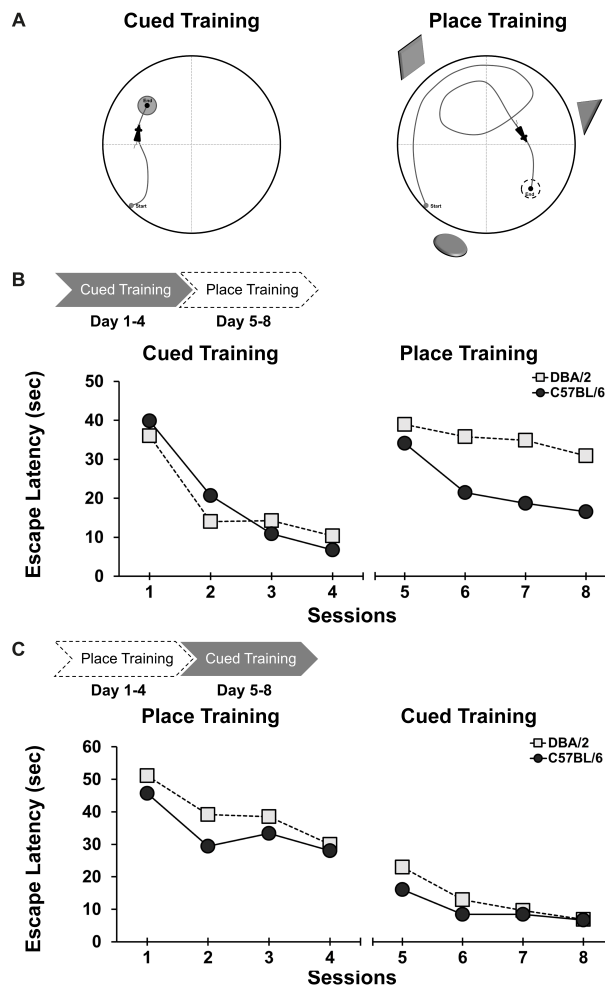 A
Cued Training
Place Training
End
Start
Start
End
B
Cued Training
Place Training
Day 1-4
Day 5-8
Cued Training
Place Training
Escape Latency (sec)
50
40
30
20
10
0
DBA/2
C57BL/6
1 2 3 4 5 6 7 8
Sessions
C
Place Training
Cued Training
Day 1-4
Day 5-8
Place Training
Cued Training
Escape Latency (sec)
60
50
40
30
20
10
0
DBA/2
C57BL/6
1 2 3 4 5 6 7 8
Sessions